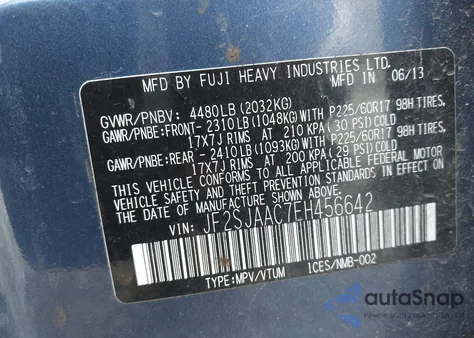 MFD BY FUJI HEAVY INDUSTRIES LTD.
MFD IN 06/13
GVWR/PNBV: 4480LB (2032KG)
GAWR/PNBE:FRONT- 2310LB (1048KG)WITH P225/60R17 98H TIRES,
17X7J RIMS AT 210 KPA (30 PSI) COLD
GAWR/PNBE:REAR - 2410LB (1093KG)WITH P225/60R17 98H TIRES,
17X7J RIMS AT 200 KPA (29 PSI) COLD
THIS VEHICLE CONFORMS TO ALL APPLICABLE FEDERAL MOTOR
VEHICLE SAFETY STANDARDS IN EFFECT ON THE
DATE OF MANUFACTURE SHOWN ABOVE.
VIN: JF2SJAAC7EH456642
TYPE:MPV/VTUM ICES/NMB-002
autoSnap